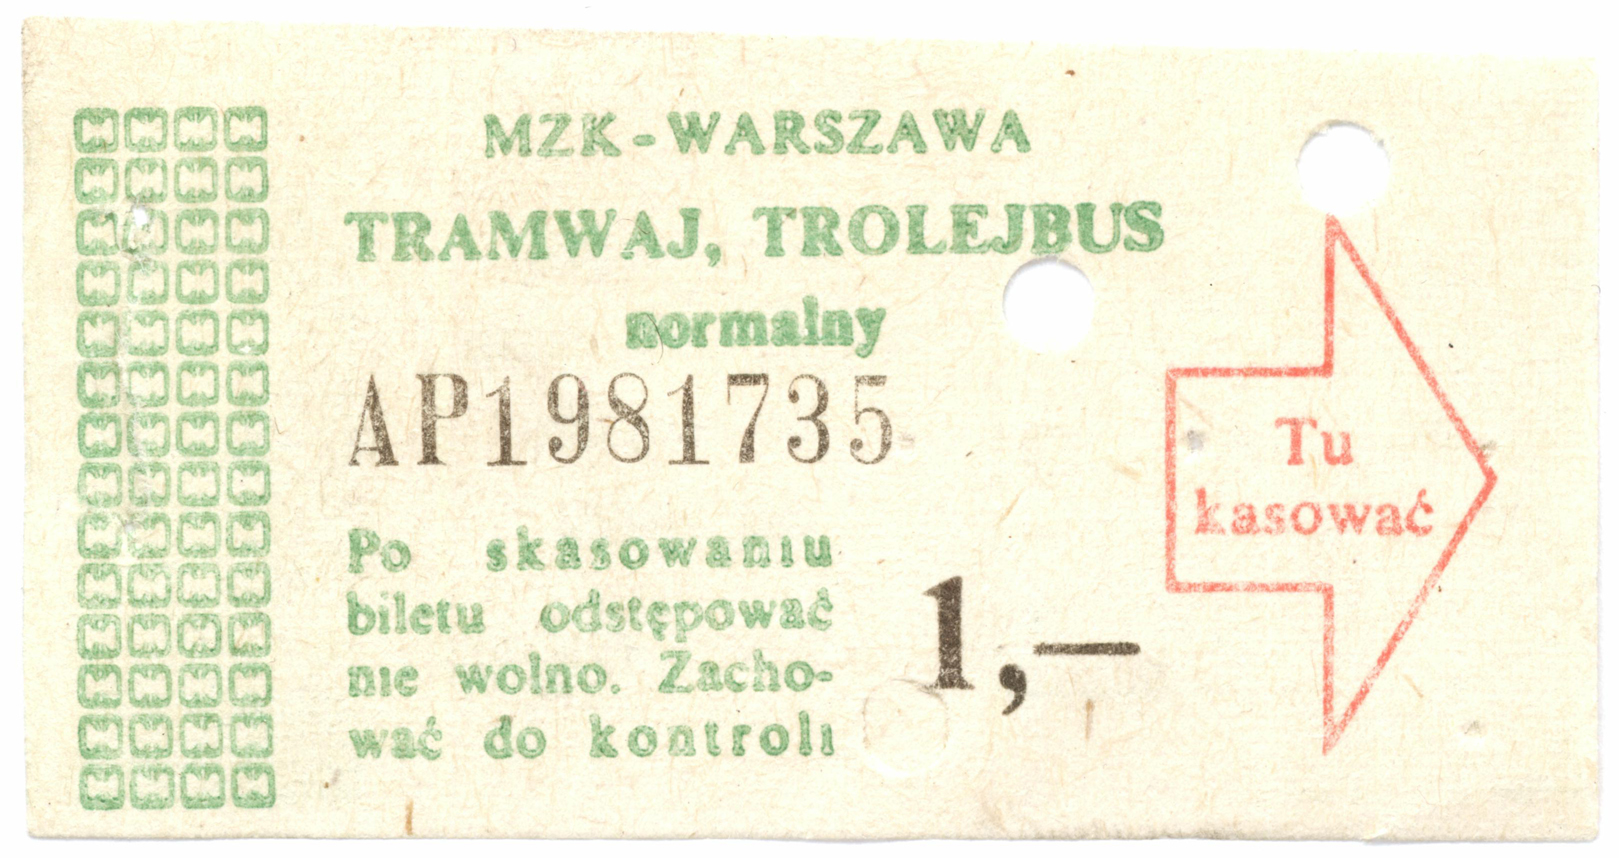 MZK-WARSZAWA
TRAMWAJ, TROLEJBUS
normalny
AP1981735
Po skasowaniu
biletu odstępować
nie wolno. Zacho-
wać do kontroli
1,—
Tu
kasować